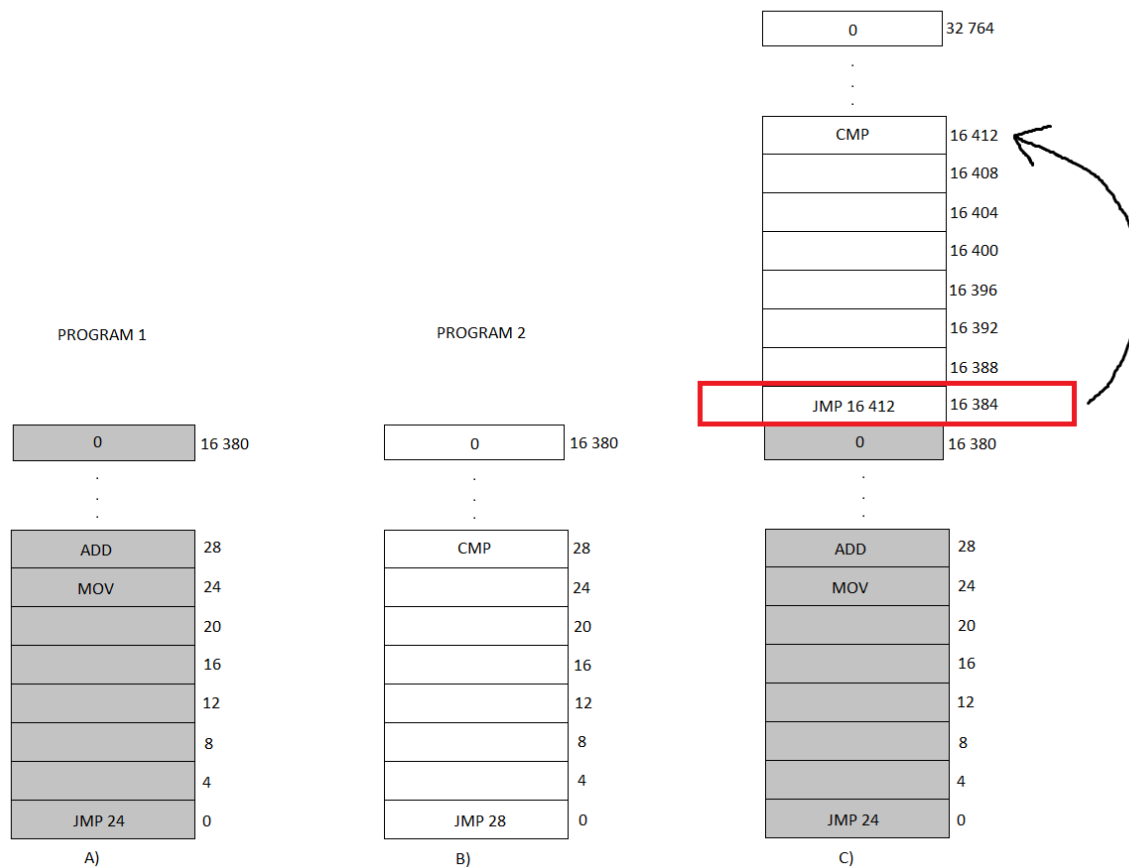 PROGRAM 1
0 16 380
.
.
.
ADD 28
MOV 24
20
16
12
8
4
JMP 24 0
A)
PROGRAM 2
0 16 380
.
.
.
CMP 28
24
20
16
12
8
4
JMP 28 0
B)
0 32 764
.
.
.
CMP 16 412
16 408
16 404
16 400
16 396
16 392
16 388
JMP 16 412 16 384
0 16 380
.
.
.
ADD 28
MOV 24
20
16
12
8
4
JMP 24 0
C)